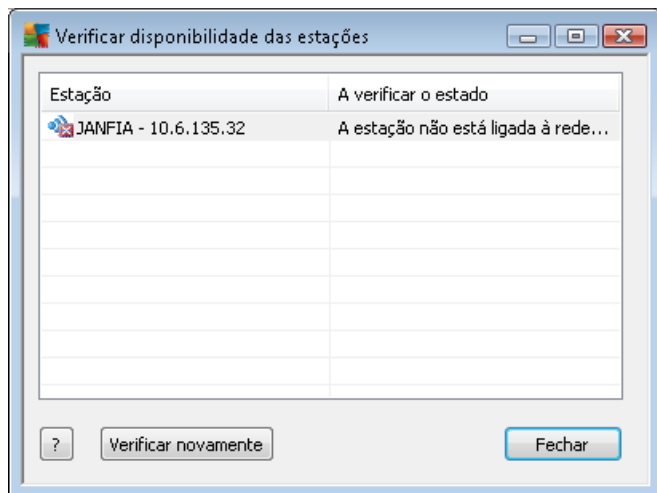 Verificar disponibilidade das estações
Estação A verificar o estado
JANFIA - 10.6.135.32 A estação não está ligada à rede...
? Verificar novamente Fechar